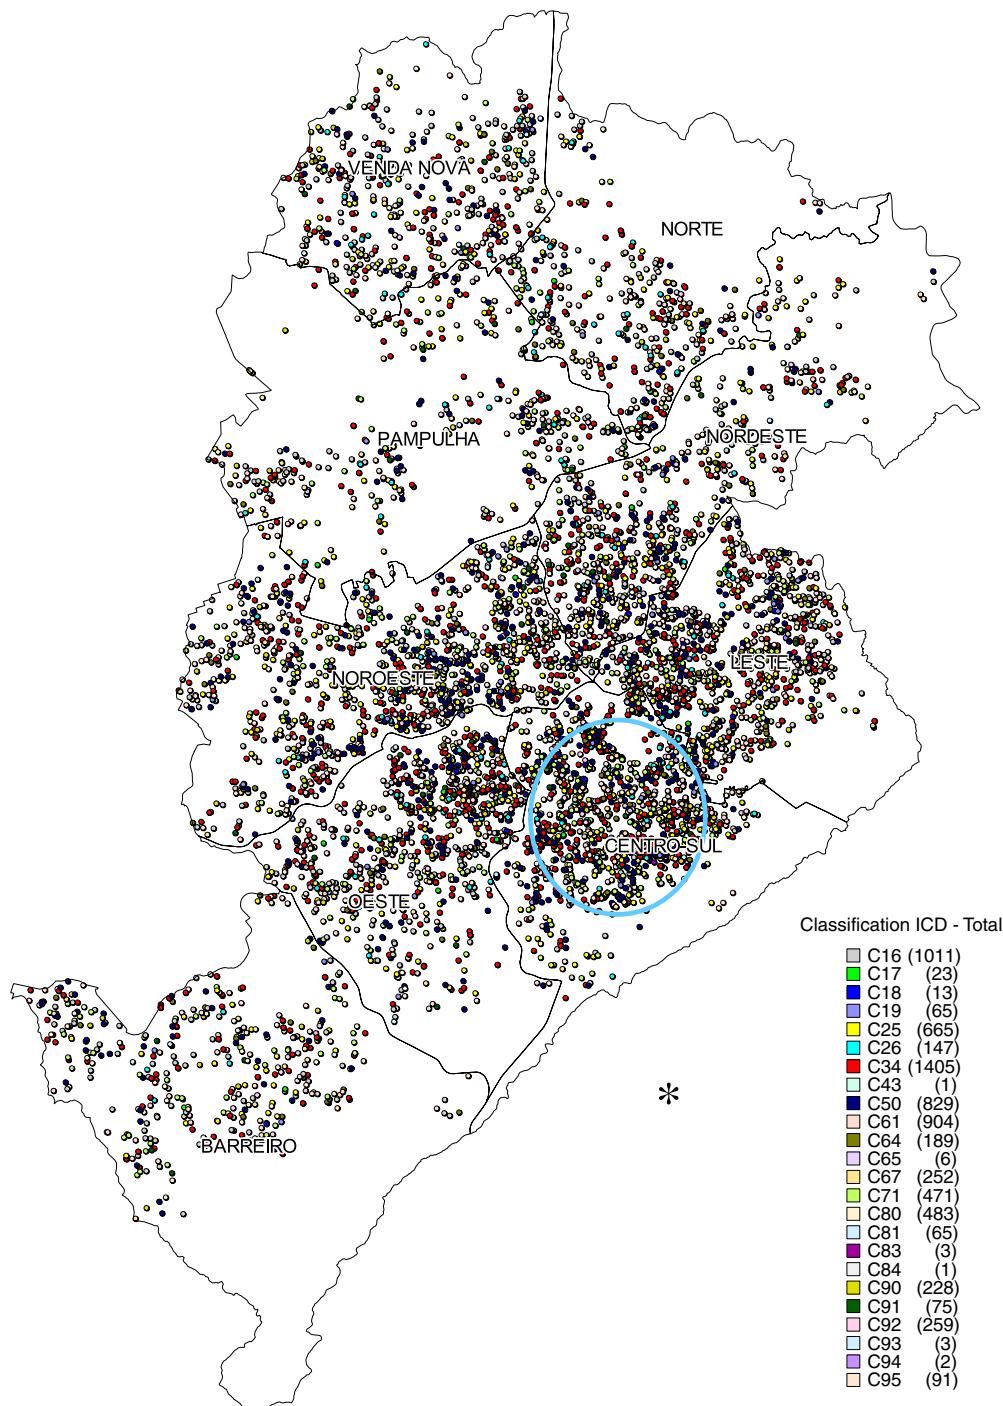 VENDA NOVA
NORTE
PAMPULHA
NORDESTE
LESTE
NOROESTE
CENTRO-SUL
OESTE
BARREIRO
*
Classification ICD - Total
C16 (1011)
C17 (23)
C18 (13)
C19 (65)
C25 (665)
C26 (147)
C34 (1405)
C43 (1)
C50 (829)
C61 (904)
C64 (189)
C65 (6)
C67 (252)
C71 (471)
C80 (483)
C81 (65)
C83 (3)
C84 (1)
C90 (228)
C91 (75)
C92 (259)
C93 (3)
C94 (2)
C95 (91)